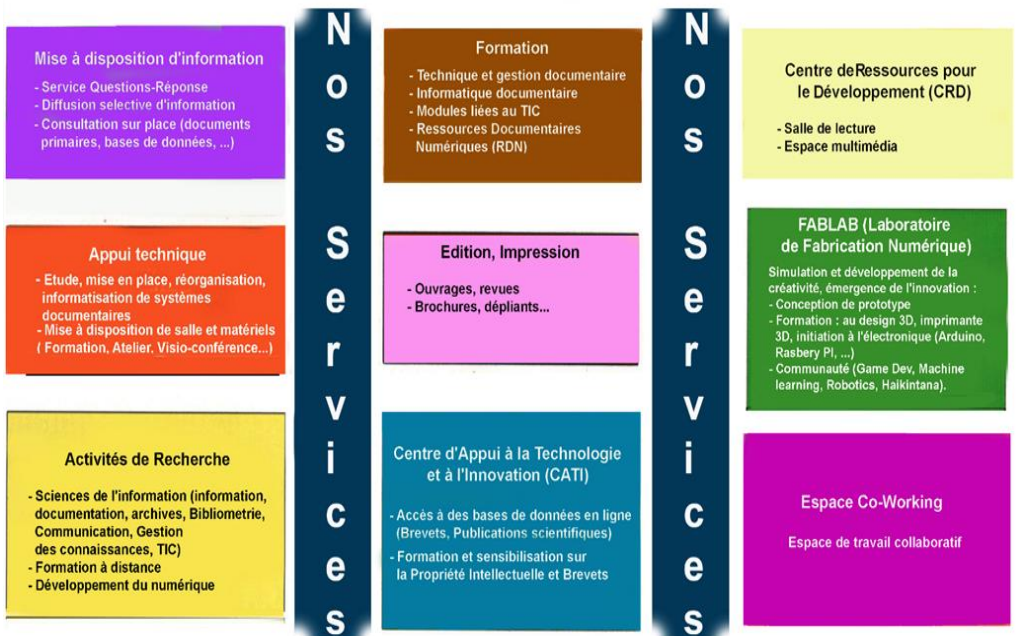 Mise à disposition d'information
- Service Questions-Réponse
- Diffusion selective d'information
- Consultation sur place (documents
primaires, bases de données, ...)
Appui technique
- Etude, mise en place, réorganisation,
informatisation de systèmes
documentaires
- Mise à disposition de salle et matériels
( Formation, Atelier, Visio-conférence...)
Activités de Recherche
- Sciences de l'information (information,
documentation, archives, Bibliometrie,
Communication, Gestion
des connaissances, TIC)
- Formation à distance
- Développement du numérique
Nos Services
Formation
- Technique et gestion documentaire
- Informatique documentaire
- Modules liées au TIC
- Ressources Documentaires
Numériques (RDN)
Edition, Impression
- Ouvrages, revues
- Brochures, dépliants...
Centre d'Appui à la Technologie
et à l'Innovation (CATI)
- Accès à des bases de données en ligne
(Brevets, Publications scientifiques)
- Formation et sensibilisation sur
la Propriété Intellectuelle et Brevets
Nos Services
Centre deRessources pour
le Développement (CRD)
- Salle de lecture
- Espace multimédia
FABLAB (Laboratoire
de Fabrication Numérique)
Simulation et développement de la
créativité, émergence de l'innovation :
- Conception de prototype
- Formation : au design 3D, imprimante
3D, initiation à l'électronique (Arduino,
Rasbery PI, ...)
- Communauté (Game Dev, Machine
learning, Robotics, Haikintana).
Espace Co-Working
Espace de travail collaboratif